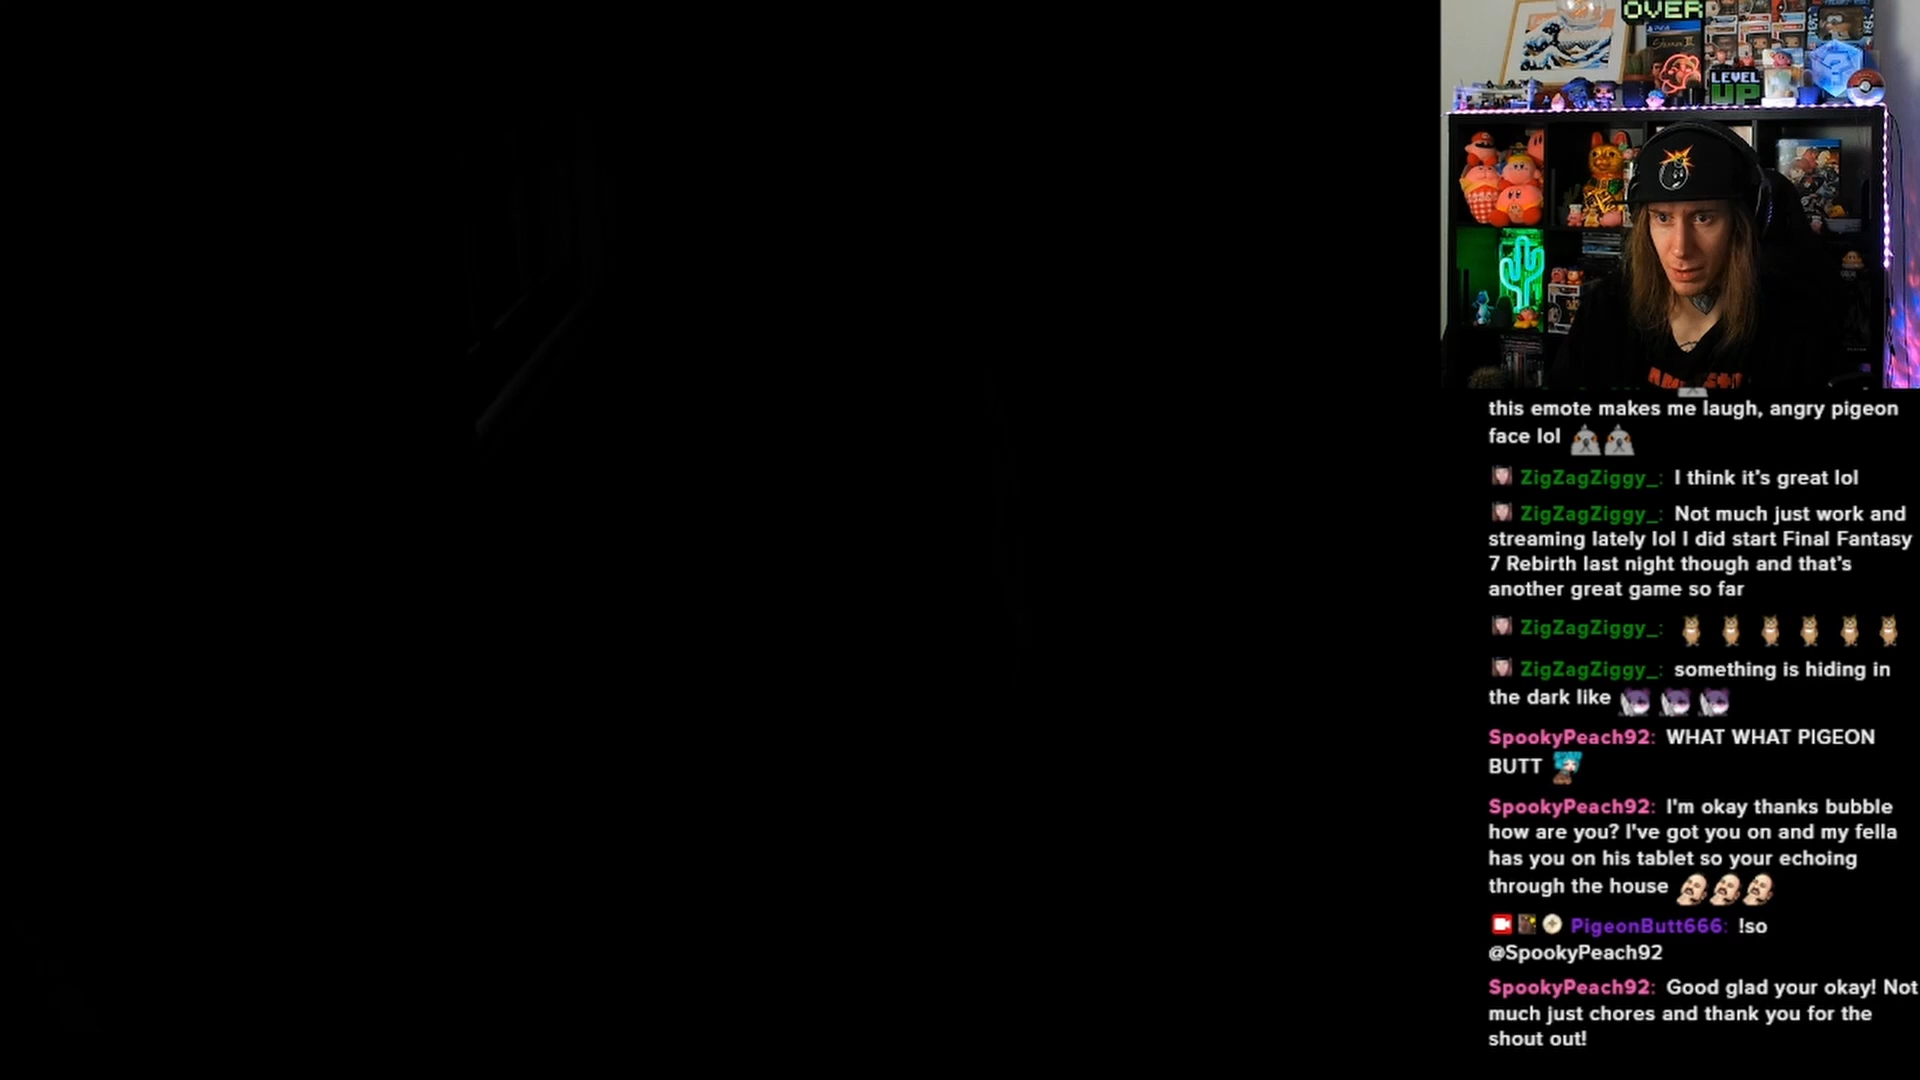 OVER
LEVEL
UP
this emote makes me laugh, angry pigeon
face lol
ZigZagZiggy_: I think it's great lol
ZigZagZiggy_: Not much just work and
streaming lately lol I did start Final Fantasy
7 Rebirth last night though and that's
another great game so far
ZigZagZiggy_:
ZigZagZiggy_: something is hiding in
the dark like
SpookyPeach92: WHAT WHAT PIGEON
BUTT
SpookyPeach92: I'm okay thanks bubble
how are you? I've got you on and my fella
has you on his tablet so your echoing
through the house
PigeonButt666: !so
@SpookyPeach92
SpookyPeach92: Good glad your okay! Not
much just chores and thank you for the
shout out!